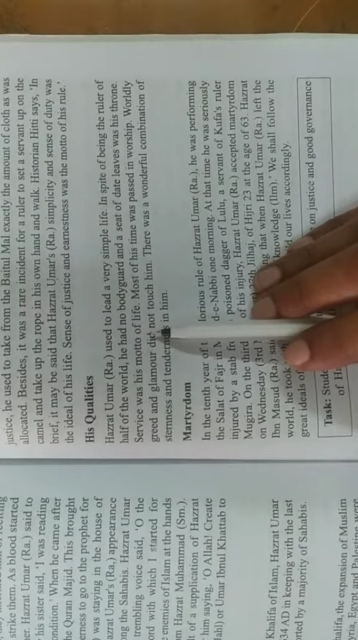 justice, he used to take from the Baitul Mal exactly the amount of cloth as was
allocated. Besides, it was a rare incident for a ruler to set a servant up on the
camel and take up the rope in his own hand and walk. Historian Hitti says, 'In
brief, it may be said that Hazrat Umar's (Ra.) simplicity and sense of duty was
the ideal of his life. Sense of justice and earnestness was the motto of his rule.'
His Qualities
Hazrat Umar (Ra.) used to lead a very simple life. In spite of being the ruler of
half of the world, he had no bodyguard and a seat of date leaves was his throne.
Service was his motto of life. Most of his time was passed in worship. Worldly
greed and glamour did not touch him. There was a wonderful combination of
sternness and tender in him.
Martyrdom
In the tenth year of t lorious rule of Hazrat Umar (Ra.), he was performing
the Salat of Fajr in M d-e-Nabbi one morning. At that time he was seriously
injured by a stab fro poisoned dagger of Lulu, a servant of Kufa's ruler
Mugira. On the third of his injury, Hazrat Umar (Ra.) accepted martyrdom
on Wednesday ilhaj, of Hijri 23 at the age of 63. Hazrat
Ibn Masud (Ra.) said ing that when Hazrat Umar (Ra.) left the
world, he took knowledge (Ilm).' We shall follow the
great ideals of our lives accordingly.
Task: Stude on justice and good governance
of H
rike them. As blood started
er. Hazrat Umar (Ra.) said to
his sister said, 'I was reading
ondition.' When he came after
he Quran Majid. This brought
erness to go to the prophet for
was staying in the house of
azrat Umar's (Ra.) appearance
ong the Sahabis. Hazrat Umar
trembling voice said, 'O the
ord with which I started for
enemies of Islam at the hands
m Hazrat Muhammad (Sm.).
lt of a supplication of Hazrat
him saying, 'O Allah! Create
lah) or Umar Ibnul Khattab to
Khalifa of Islam, Hazrat Umar
AD in keeping with the last
rted by a majority of Sahabis.
alifa, the expansion of Muslim
Egypt and Palestine were